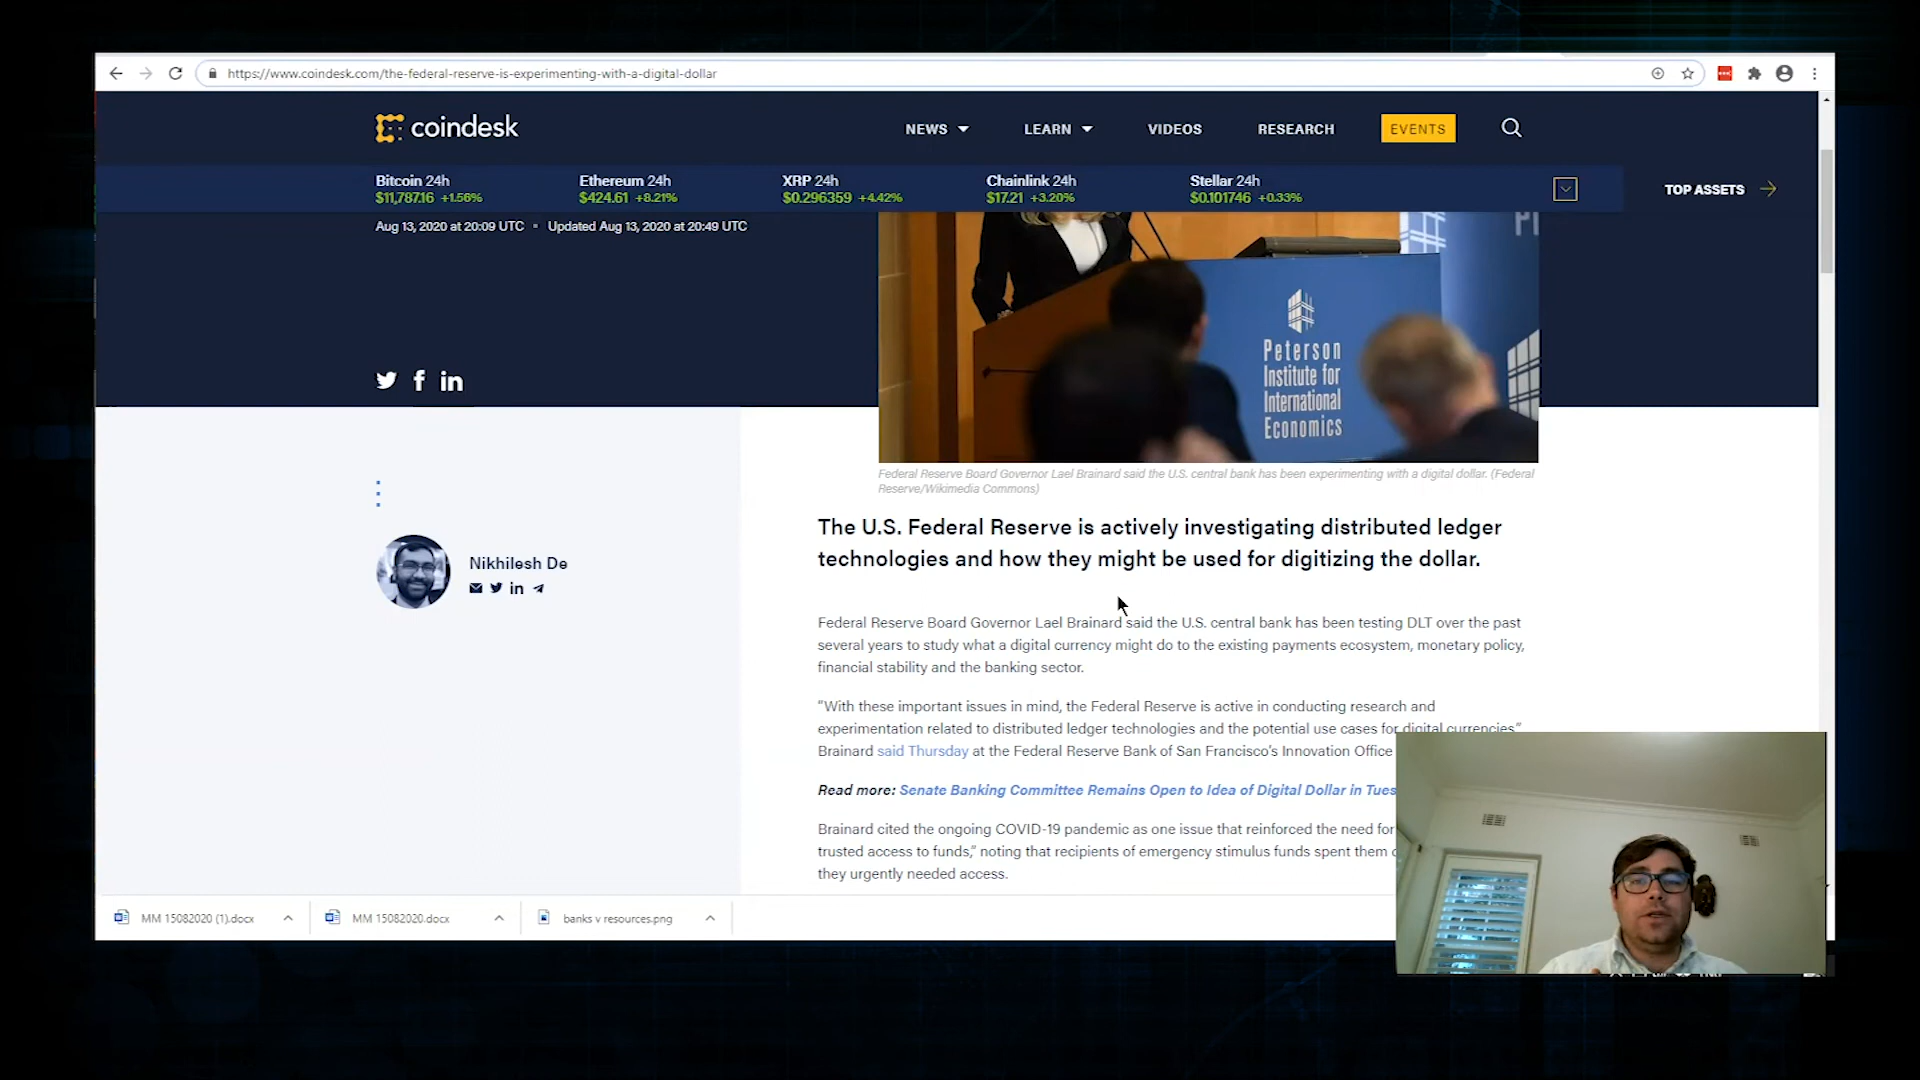 https://www.coindesk.com/the-federal-reserve-is-experimenting-with-a-digital-dollar
coindesk
NEWS
LEARN
VIDEOS
RESEARCH
EVENTS
Bitcoin 24h
$11,787.16 +1.56%
Ethereum 24h
$424.61 +8.21%
XRP 24h
$0.296359 +4.42%
Chainlink 24h
$17.21 +3.20%
Stellar 24h
$0.101746 +0.33%
TOP ASSETS
Aug 13, 2020 at 20:09 UTC ▪ Updated Aug 13, 2020 at 20:49 UTC
PI
Peterson
Institute for
International
Economics
Federal Reserve Board Governor Lael Brainard said the U.S. central bank has been experimenting with a digital dollar. (Federal
Reserve/Wikimedia Commons)
Nikhilesh De
The U.S. Federal Reserve is actively investigating distributed ledger
technologies and how they might be used for digitizing the dollar.
Federal Reserve Board Governor Lael Brainard said the U.S. central bank has been testing DLT over the past
several years to study what a digital currency might do to the existing payments ecosystem, monetary policy,
financial stability and the banking sector.
“With these important issues in mind, the Federal Reserve is active in conducting research and
experimentation related to distributed ledger technologies and the potential use cases for digital currencies,”
Brainard said Thursday at the Federal Reserve Bank of San Francisco's Innovation Office
Read more: Senate Banking Committee Remains Open to Idea of Digital Dollar in Tues
Brainard cited the ongoing COVID-19 pandemic as one issue that reinforced the need for
trusted access to funds,” noting that recipients of emergency stimulus funds spent them
they urgently needed access.
MM 15082020 (1).docx
MM 15082020.docx
banks v resources.png